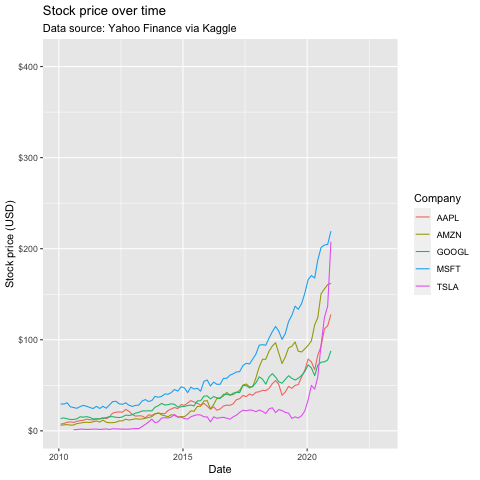 Stock price over time
Data source: Yahoo Finance via Kaggle
$400
$300
$200
$100
$0
2010
2015
2020
Date
Stock price (USD)
Company
AAPL
AMZN
GOOGL
MSFT
TSLA